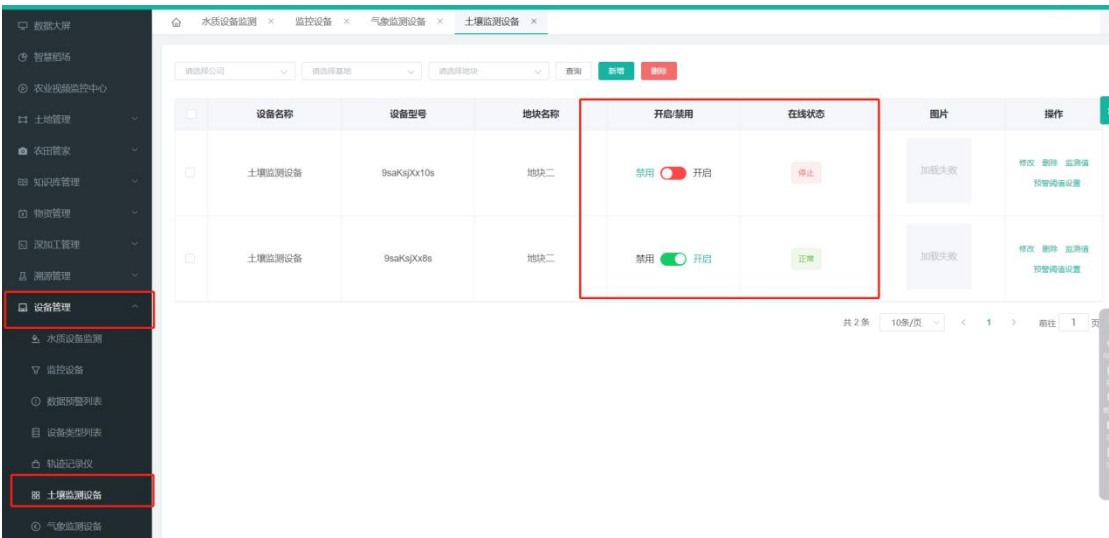 数据大屏
智慧稻场
农业视频监控中心
土地管理
农田管家
知识库管理
物资管理
深加工管理
溯源管理
设备管理
水质设备监测
监控设备
数据预警列表
设备类型列表
轨迹记录仪
土壤监测设备
气象监测设备
水质设备监测 × 监控设备 × 气象监测设备 × 土壤监测设备 ×
请选择公司 请选择基地 请选择地块 查询 新增 删除
设备名称 设备型号 地块名称 开启/禁用 在线状态 图片 操作
土壤监测设备 9saKsjXx10s 地块二 禁用 开启 停止 加载失败 修改 删除 监测值
预警阈值设置
土壤监测设备 9saKsjXx8s 地块二 禁用 开启 正常 加载失败 修改 删除 监测值
预警阈值设置
共 2 条 10条/页 < 1 > 前往 1 页